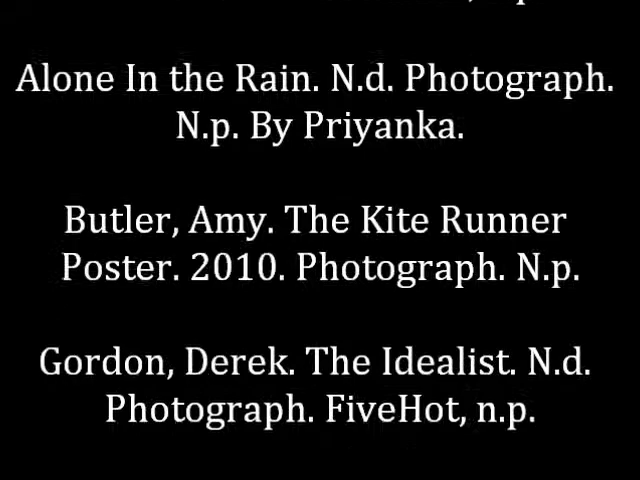 Alone In the Rain. N.d. Photograph.
N.p. By Priyanka.
Butler, Amy. The Kite Runner
Poster. 2010. Photograph. N.p.
Gordon, Derek. The Idealist. N.d.
Photograph. FiveHot, n.p.